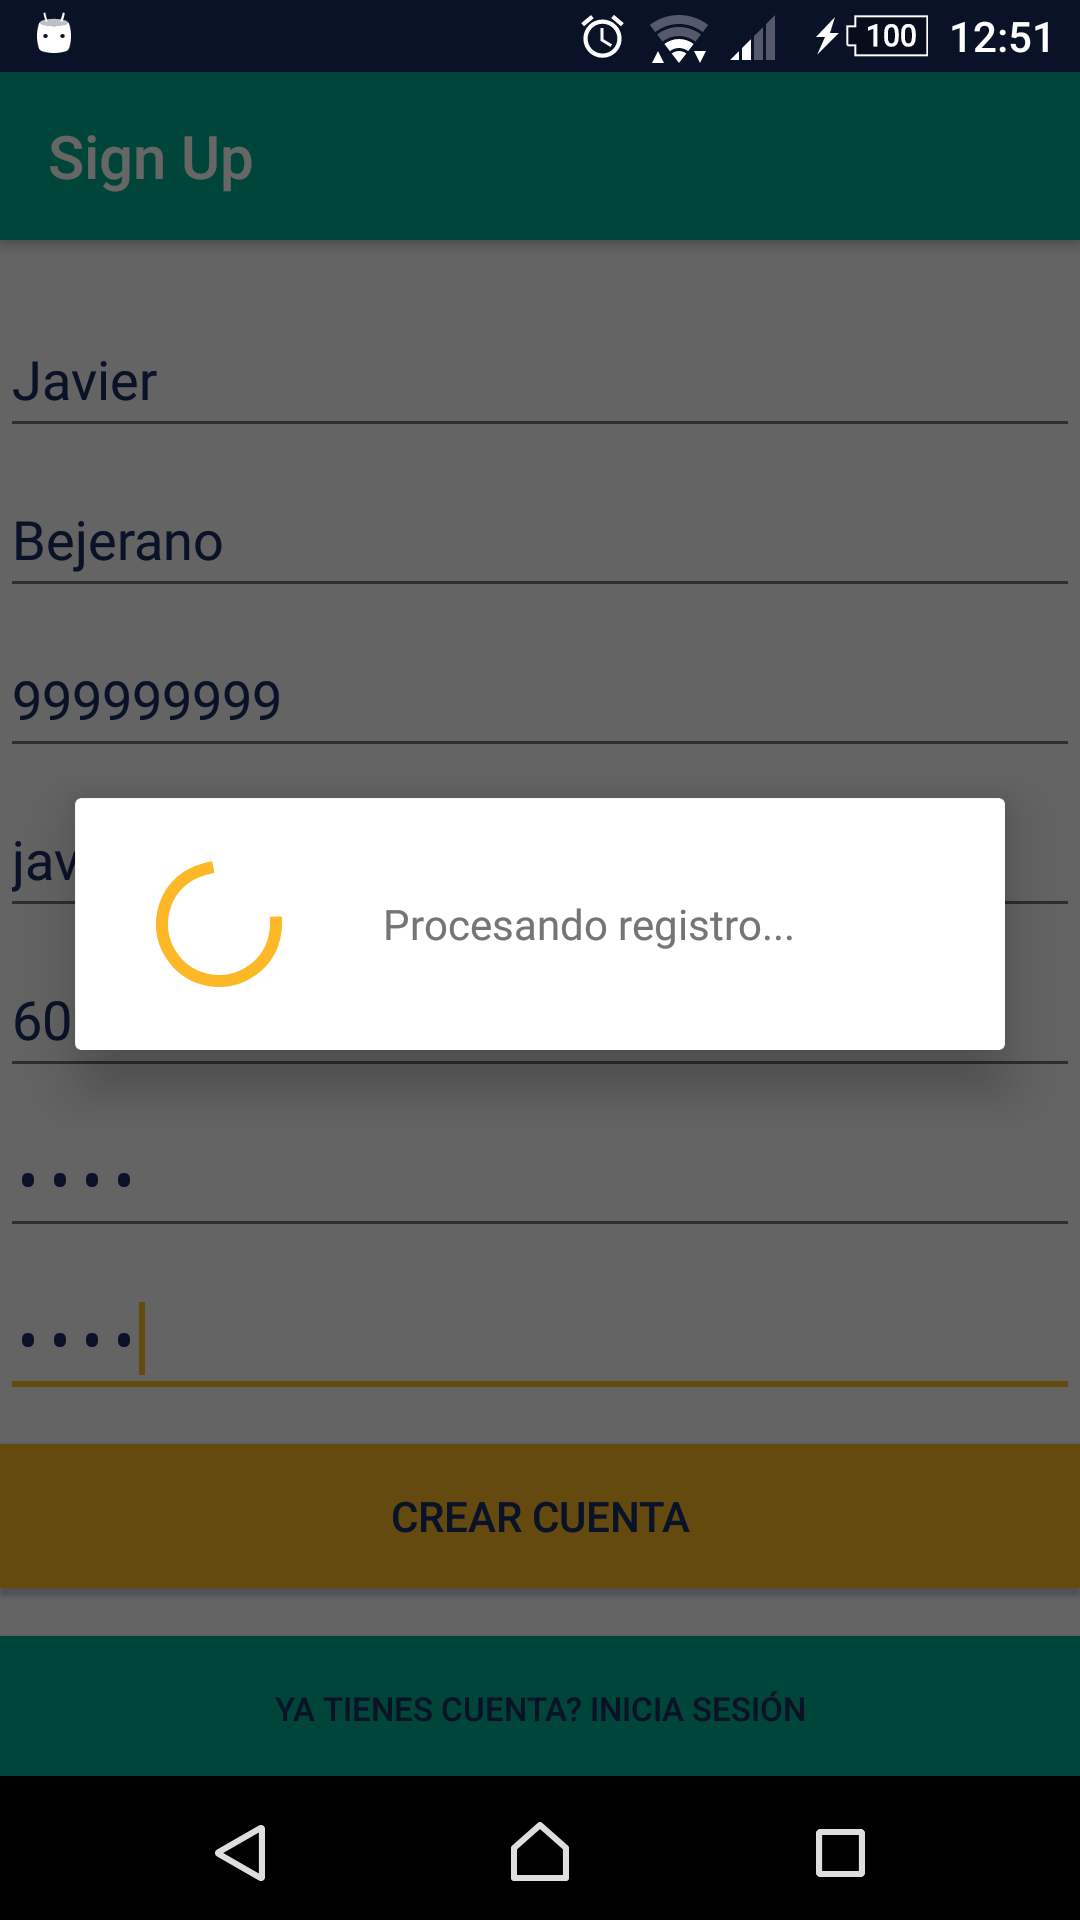 100 12:51
Sign Up
Javier
Bejerano
999999999
jav
Procesando registro...
60
••••
••••
CREAR CUENTA
YA TIENES CUENTA? INICIA SESIÓN